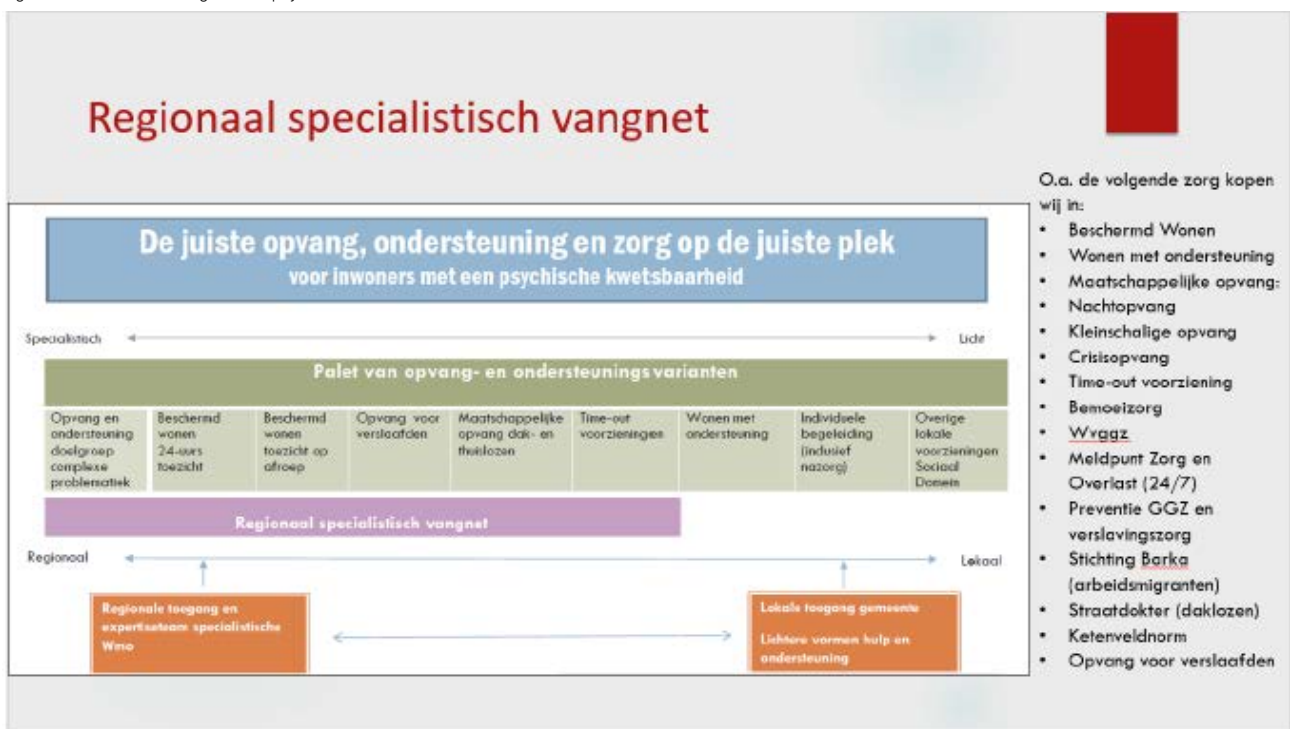 Regionaal specialistisch vangnet
De juiste opvang, ondersteuning en zorg op de juiste plek
voor inwoners met een psychische kwetsbaarheid
Specialistisch
Licht
Palet van opvang- en ondersteunings varianten
Opvang en
ondersteuning
doelgroep
complexe
problematiek
Beschermd
wonen
24-uurs
toezicht
Beschermd
wonen
toezicht op
afroep
Opvang voor
verslaafden
Maatschappelijke
opvang dak- en
thuislozen
Time-out
voorzieningen
Wonen met
ondersteuning
Individuele
begeleiding
(inclusief
nazorg)
Overige
lokale
voorzieningen
Sociaal
Domein
Regionaal specialistisch vangnet
Regionaal
Lokaal
Regionale toegang en
expertiseteam specialistische
Wmo
Lokale toegang gemeente
Lichtere vormen hulp en
ondersteuning
O.a. de volgende zorg kopen
wij in:
• Beschermd Wonen
• Wonen met ondersteuning
• Maatschappelijke opvang:
• Nachtopvang
• Kleinschalige opvang
• Crisisopvang
• Time-out voorziening
• Bemoeizorg
• Wvggz
• Meldpunt Zorg en
Overlast (24/7)
• Preventie GGZ en
verslavingszorg
• Stichting Barka
(arbeidsmigranten)
• Straatdokter (daklozen)
• Ketenveldnorm
• Opvang voor verslaafden